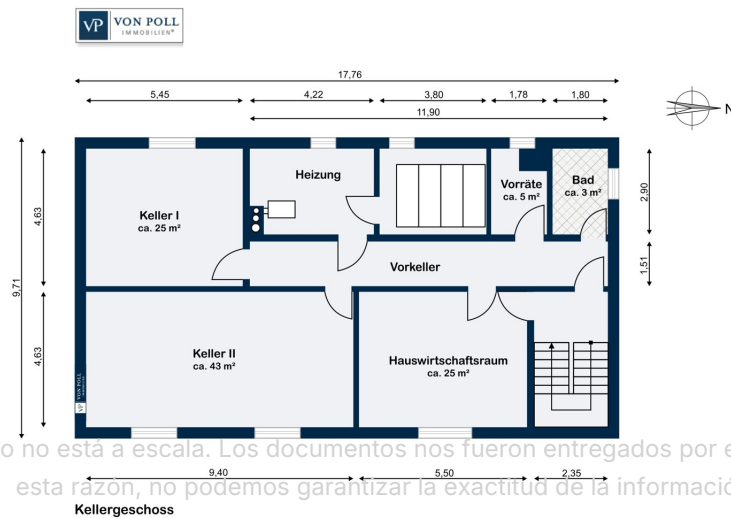 VP VON POLL
IMMOBILIEN®
17,76
5,45 4,22 3,80 1,78 1,80
11,90
N
Heizung
Vorräte
ca. 5 m²
Bad
ca. 3 m²
2,90
4,63
Keller I
ca. 25 m²
Vorkeller
1,51
9,71
4,63
Keller II
ca. 43 m²
Hauswirtschaftsraum
ca. 25 m²
VP VON POLL
IMMOBILIEN
o no está a escala. Los documentos nos fueron entregados por e
9,40 5,50 2,35
esta razón, no podemos garantizar la exactitud de la informació
Kellergeschoss